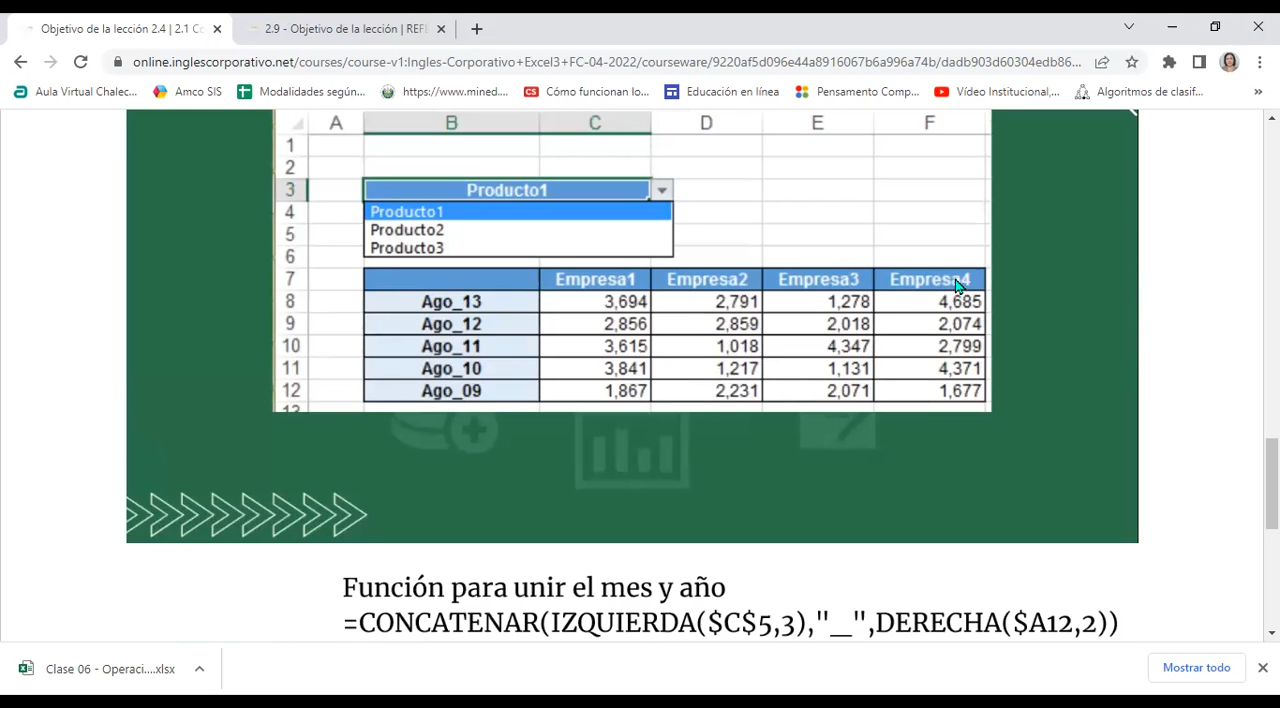 Objetivo de la lección 2.4 | 2.1 Co
2.9 - Objetivo de la lección | REFU
online.inglescorporativo.net/courses/course-v1:Ingles-Corporativo+Excel3+FC-04-2022/courseware/9220af5d096e44a8916067b6a996a74b/dadb903d60304edb86...
Aula Virtual Chalec... Amco SIS Modalidades según... https://www.mined... CS Cómo funcionan lo... Educación en línea Pensamiento Comp... Vídeo Institucional,... Algoritmos de clasif... »
A B C D E F
1
2
3 Producto1
4 Producto1
5 Producto2
6 Producto3
7 Empresa1 Empresa2 Empresa3 Empresa4
8 Ago_13 3,694 2,791 1,278 4,685
9 Ago_12 2,856 2,859 2,018 2,074
10 Ago_11 3,615 1,018 4,347 2,799
11 Ago_10 3,841 1,217 1,131 4,371
12 Ago_09 1,867 2,231 2,071 1,677
13
Función para unir el mes y año
=CONCATENAR(IZQUIERDA($C$5,3),"_",DERECHA($A12,2))
Clase 06 - Operaci....xlsx
Mostrar todo